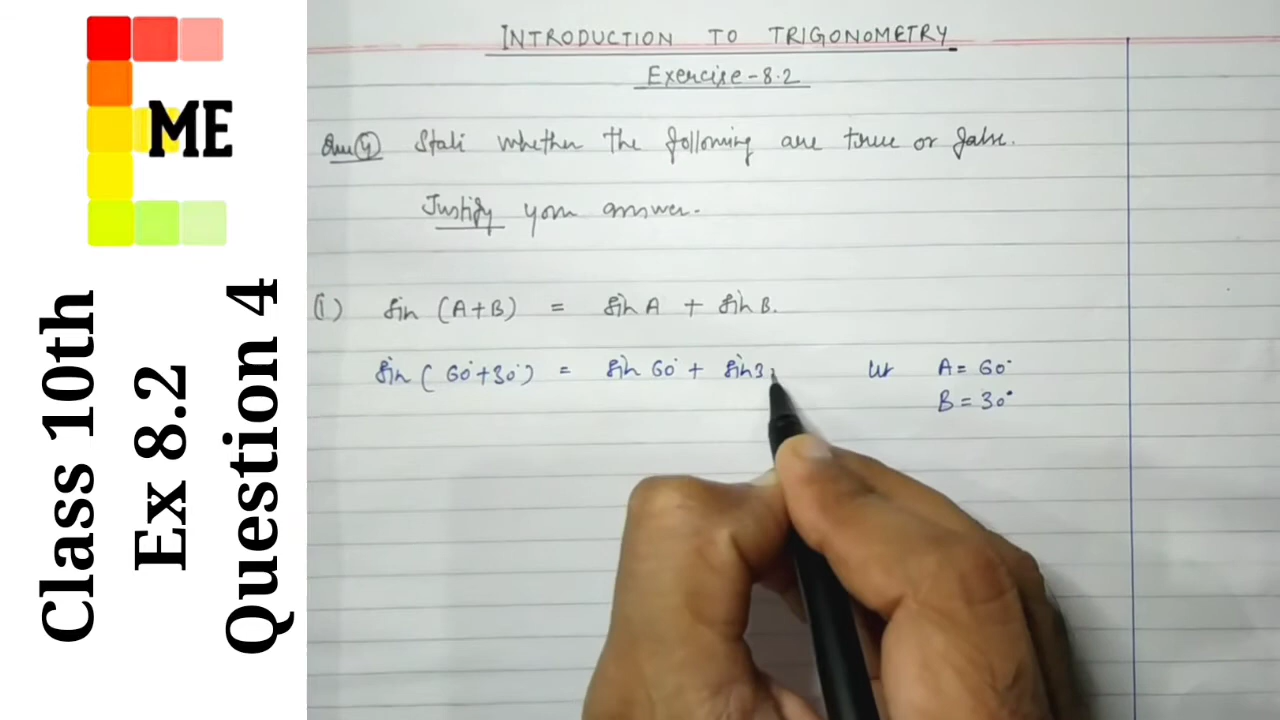 ME
Class 10th
Ex 8.2
Question 4
INTRODUCTION TO TRIGONOMETRY
Exercise-8.2
Que(4) State whether the following are true or false.
Justify your answer.
(i) sin (A+B) = sin A + sin B.
sin ( 60°+30°) = sin 60° + sin3 let A = 60°
B = 30°